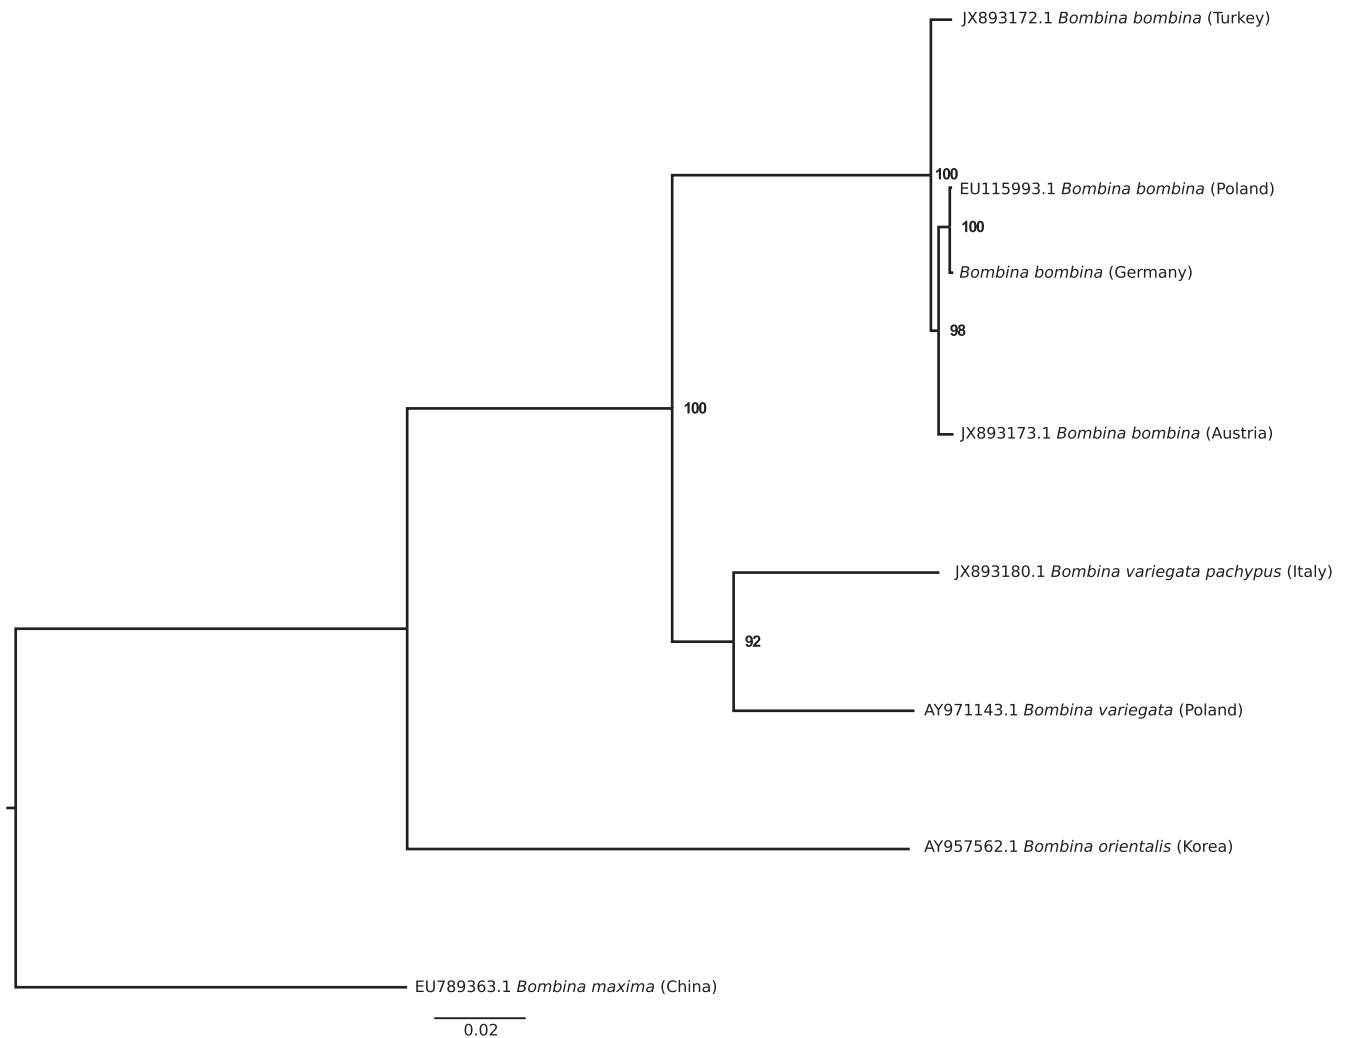 JX893172.1 Bombina bombina (Turkey)
100
EU115993.1 Bombina bombina (Poland)
100
Bombina bombina (Germany)
98
100
JX893173.1 Bombina bombina (Austria)
JX893180.1 Bombina variegata pachypus (Italy)
92
AY971143.1 Bombina variegata (Poland)
AY957562.1 Bombina orientalis (Korea)
EU789363.1 Bombina maxima (China)
0.02